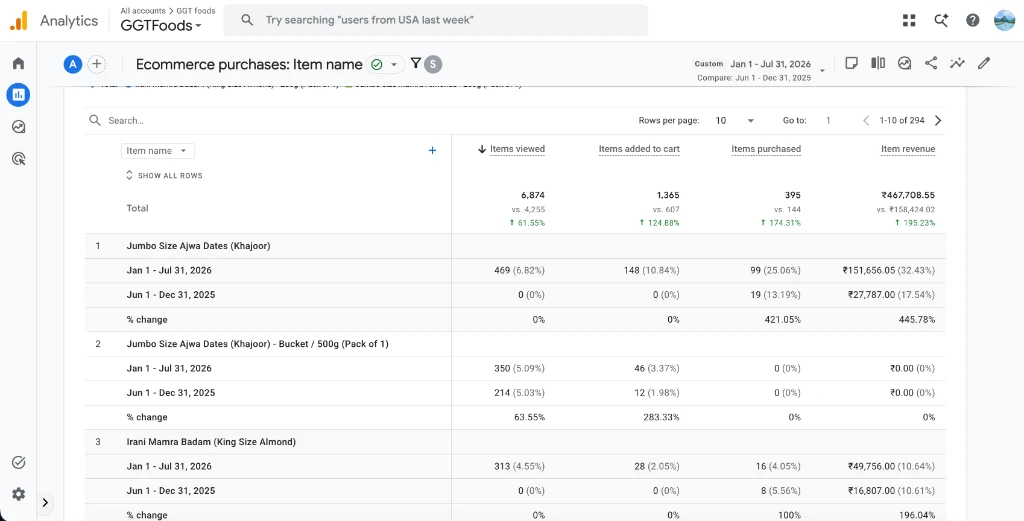 Analytics
All accounts > GGT foods
GGTFoods
Try searching "users from USA last week"
A
Ecommerce purchases: Item name
S
Custom Jan 1 - Jul 31, 2026
Compare: Jun 1 - Dec 31, 2025
Search...
Rows per page: 10
Go to: 1
1-10 of 294
Item name
Items viewed
Items added to cart
Items purchased
Item revenue
SHOW ALL ROWS
Total
6,874
1,365
395
₹467,708.55
vs. 4,255
vs. 607
vs. 144
vs. ₹158,424.02
61.55%
124.88%
174.31%
195.23%
1 Jumbo Size Ajwa Dates (Khajoor)
Jan 1 - Jul 31, 2026 469 (6.82%) 148 (10.84%) 99 (25.06%) ₹151,656.05 (32.43%)
Jun 1 - Dec 31, 2025 0 (0%) 0 (0%) 19 (13.19%) ₹27,787.00 (17.54%)
% change 0% 0% 421.05% 445.78%
2 Jumbo Size Ajwa Dates (Khajoor) - Bucket / 500g (Pack of 1)
Jan 1 - Jul 31, 2026 350 (5.09%) 46 (3.37%) 0 (0%) ₹0.00 (0%)
Jun 1 - Dec 31, 2025 214 (5.03%) 12 (1.98%) 0 (0%) ₹0.00 (0%)
% change 63.55% 283.33% 0% 0%
3 Irani Mamra Badam (King Size Almond)
Jan 1 - Jul 31, 2026 313 (4.55%) 28 (2.05%) 16 (4.05%) ₹49,756.00 (10.64%)
Jun 1 - Dec 31, 2025 0 (0%) 0 (0%) 8 (5.56%) ₹16,807.00 (10.61%)
% change 0% 0% 100% 196.04%